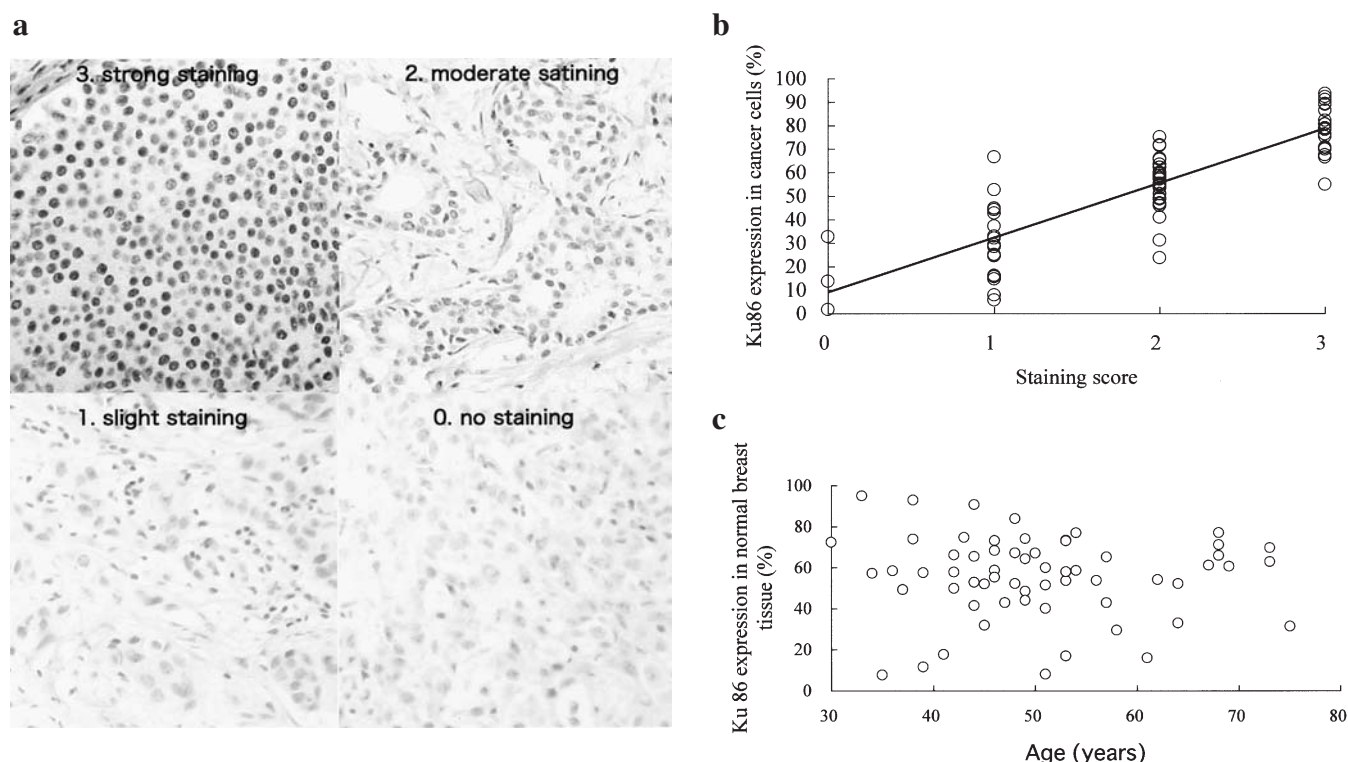 a
3. strong staining
2. moderate satining
1. slight staining
0. no staining
b
Ku86 expression in cancer cells (%)
100
90
80
70
60
50
40
30
20
10
0
0 1 2 3
Staining score
c
Ku 86 expression in normal breast
tissue (%)
100
80
60
40
20
0
30 40 50 60 70 80
Age (years)